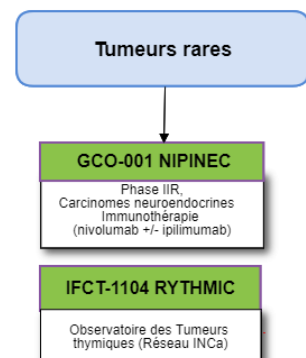 Tumeurs rares
GCO-001 NIPINEC
Phase IIR,
Carcinomes neuroendocrines
Immunothérapie
(nivolumab +/- ipilimumab)
IFCT-1104 RYTHMIC
Observatoire des Tumeurs
thymiques (Réseau INCa)